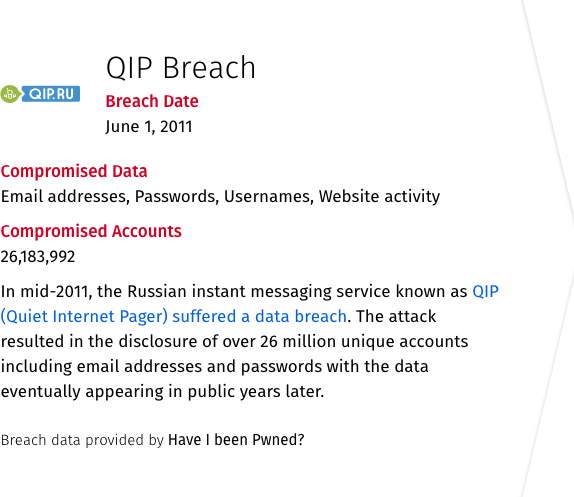 QIP Breach
QIP.RU
Breach Date
June 1, 2011
Compromised Data
Email addresses, Passwords, Usernames, Website activity
Compromised Accounts
26,183,992
In mid-2011, the Russian instant messaging service known as QIP
(Quiet Internet Pager) suffered a data breach. The attack
resulted in the disclosure of over 26 million unique accounts
including email addresses and passwords with the data
eventually appearing in public years later.
Breach data provided by Have I been Pwned?